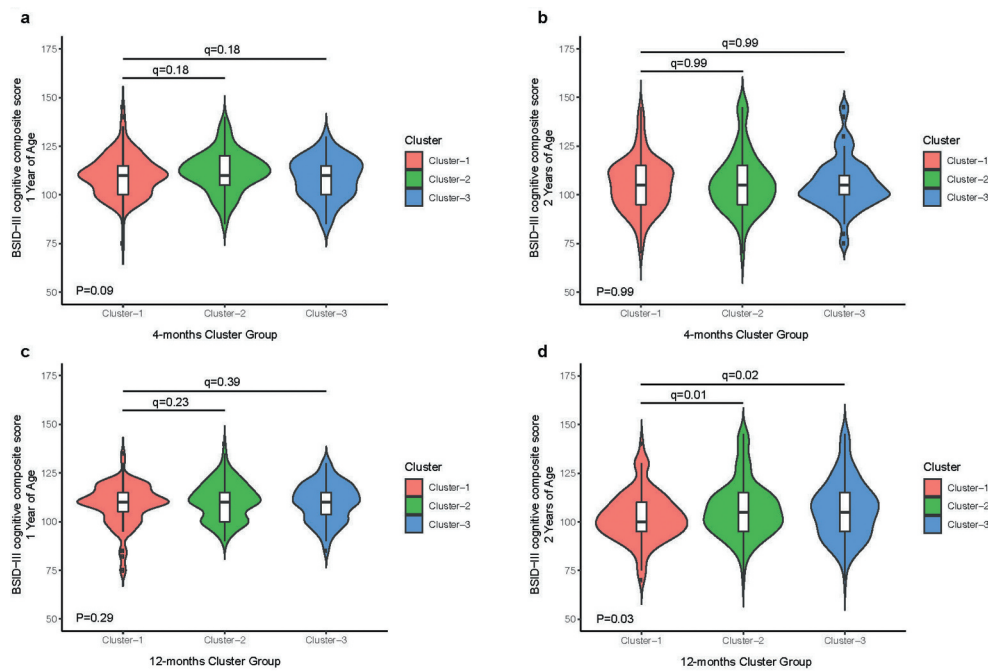 a
175
150
125
100
75
50
BSID−III cognitive composite score
1 Year of Age
q=0.18
q=0.18
P=0.09
Cluster−1
Cluster−2
Cluster−3
4-months Cluster Group
Cluster
Cluster−1
Cluster−2
Cluster−3
b
175
150
125
100
75
50
BSID−III cognitive composite score
2 Years of Age
q=0.99
q=0.99
P=0.99
Cluster−1
Cluster−2
Cluster−3
4-months Cluster Group
Cluster
Cluster−1
Cluster−2
Cluster−3
c
175
150
125
100
75
50
BSID−III cognitive composite score
1 Year of Age
q=0.39
q=0.23
P=0.29
Cluster−1
Cluster−2
Cluster−3
12-months Cluster Group
Cluster
Cluster−1
Cluster−2
Cluster−3
d
175
150
125
100
75
50
BSID−III cognitive composite score
2 Years of Age
q=0.02
q=0.01
P=0.03
Cluster−1
Cluster−2
Cluster−3
12-months Cluster Group
Cluster
Cluster−1
Cluster−2
Cluster−3